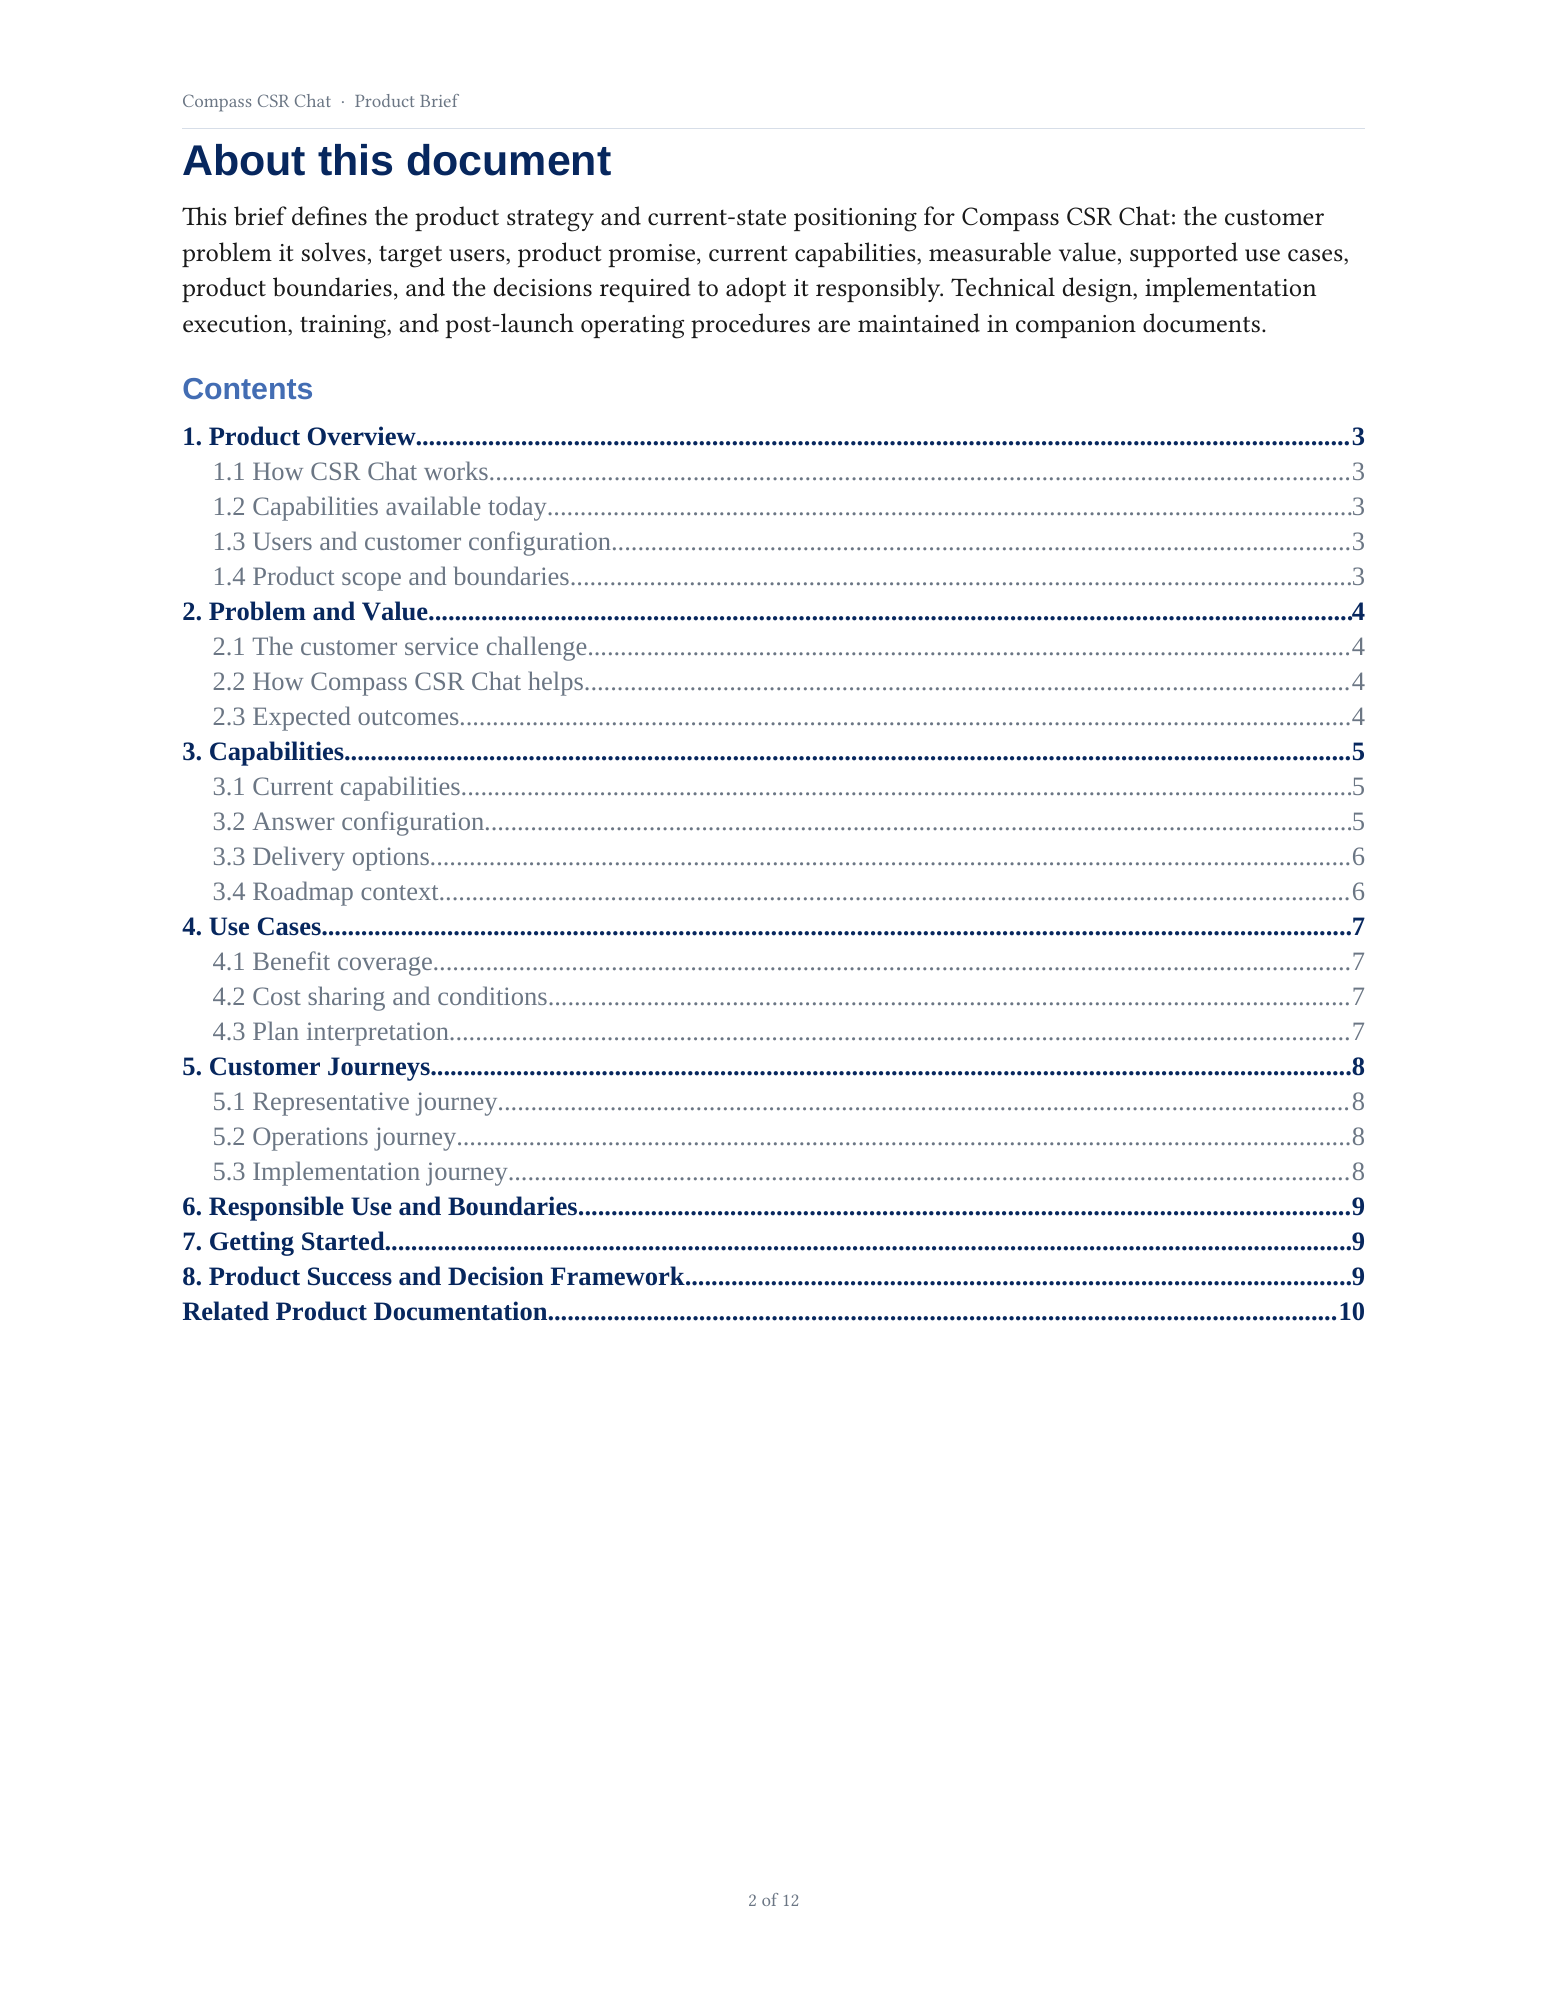 Compass CSR Chat · Product Brief
About this document
This brief defines the product strategy and current-state positioning for Compass CSR Chat: the customer
problem it solves, target users, product promise, current capabilities, measurable value, supported use cases,
product boundaries, and the decisions required to adopt it responsibly. Technical design, implementation
execution, training, and post-launch operating procedures are maintained in companion documents.
Contents
1. Product Overview........3
1.1 How CSR Chat works........3
1.2 Capabilities available today........3
1.3 Users and customer configuration........3
1.4 Product scope and boundaries........3
2. Problem and Value........4
2.1 The customer service challenge........4
2.2 How Compass CSR Chat helps........4
2.3 Expected outcomes........4
3. Capabilities........5
3.1 Current capabilities........5
3.2 Answer configuration........5
3.3 Delivery options........6
3.4 Roadmap context........6
4. Use Cases........7
4.1 Benefit coverage........7
4.2 Cost sharing and conditions........7
4.3 Plan interpretation........7
5. Customer Journeys........8
5.1 Representative journey........8
5.2 Operations journey........8
5.3 Implementation journey........8
6. Responsible Use and Boundaries........9
7. Getting Started........9
8. Product Success and Decision Framework........9
Related Product Documentation........10
2 of 12